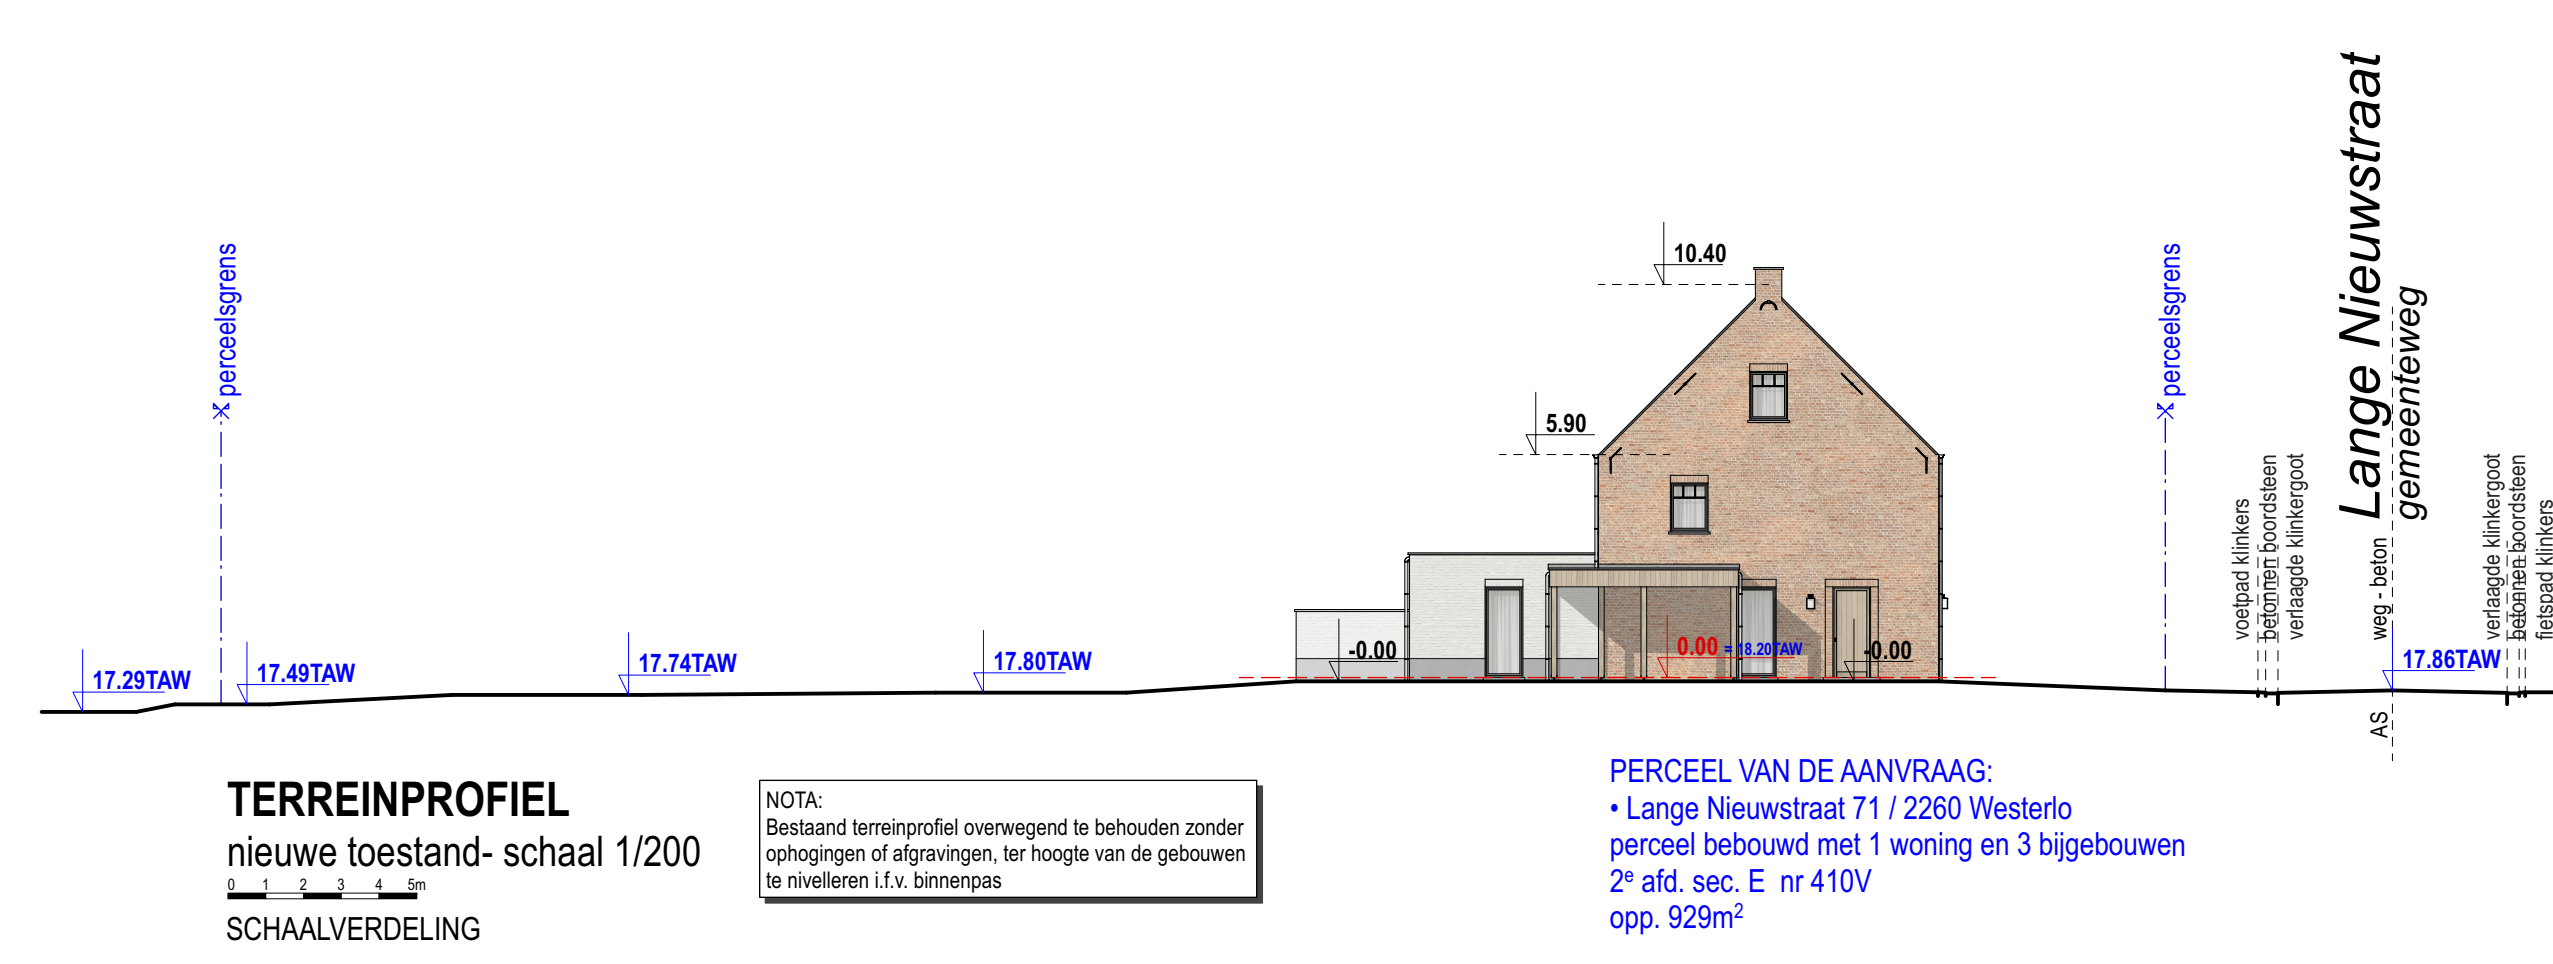 Lange Nieuwstraat
gemeenteweg
perceelsgrens
perceelsgrens
10.40
5.90
voetpad klinkers
betonnen boordsteen
verlaagde klinkergoot
weg - beton
verlaagde klinkergoot
betonnen boordsteen
fietspad klinkers
17.29TAW
17.49TAW
17.74TAW
17.80TAW
-0.00
0.00 = 18.20TAW
-0.00
17.86TAW
AS
TERREINPROFIEL
nieuwe toestand- schaal 1/200
0 1 2 3 4 5m
SCHAALVERDELING
NOTA:
Bestaand terreinprofiel overwegend te behouden zonder
ophogingen of afgravingen, ter hoogte van de gebouwen
te nivelleren i.f.v. binnenpas
PERCEEL VAN DE AANVRAAG:
• Lange Nieuwstraat 71 / 2260 Westerlo
perceel bebouwd met 1 woning en 3 bijgebouwen
2ᵉ afd. sec. E nr 410V
opp. 929m²